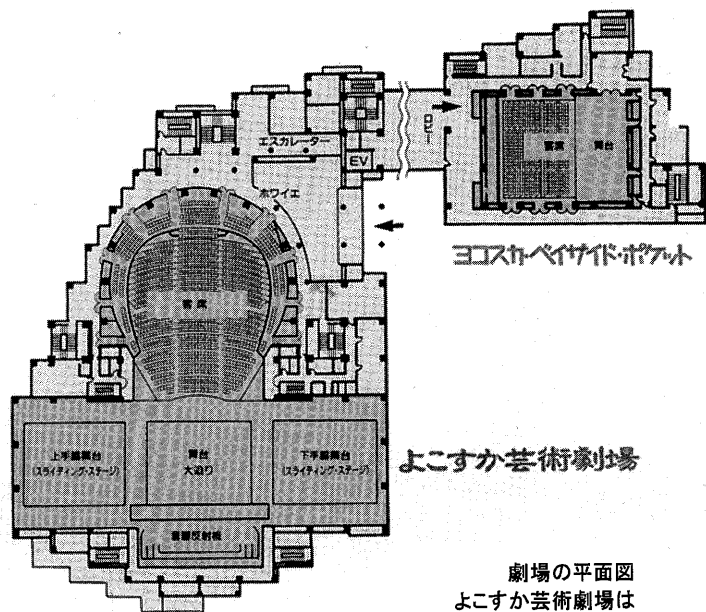 エスカレーター
EV
ロビー
客席
舞台
ホワイエ
ヨコスカ・ベイサイド・ポケット
客席
上手脇舞台
(スライディング・ステージ)
舞台
大迫り
下手脇舞台
(スライディング・ステージ)
よこすか芸術劇場
音響反射板
劇場の平面図
よこすか芸術劇場は